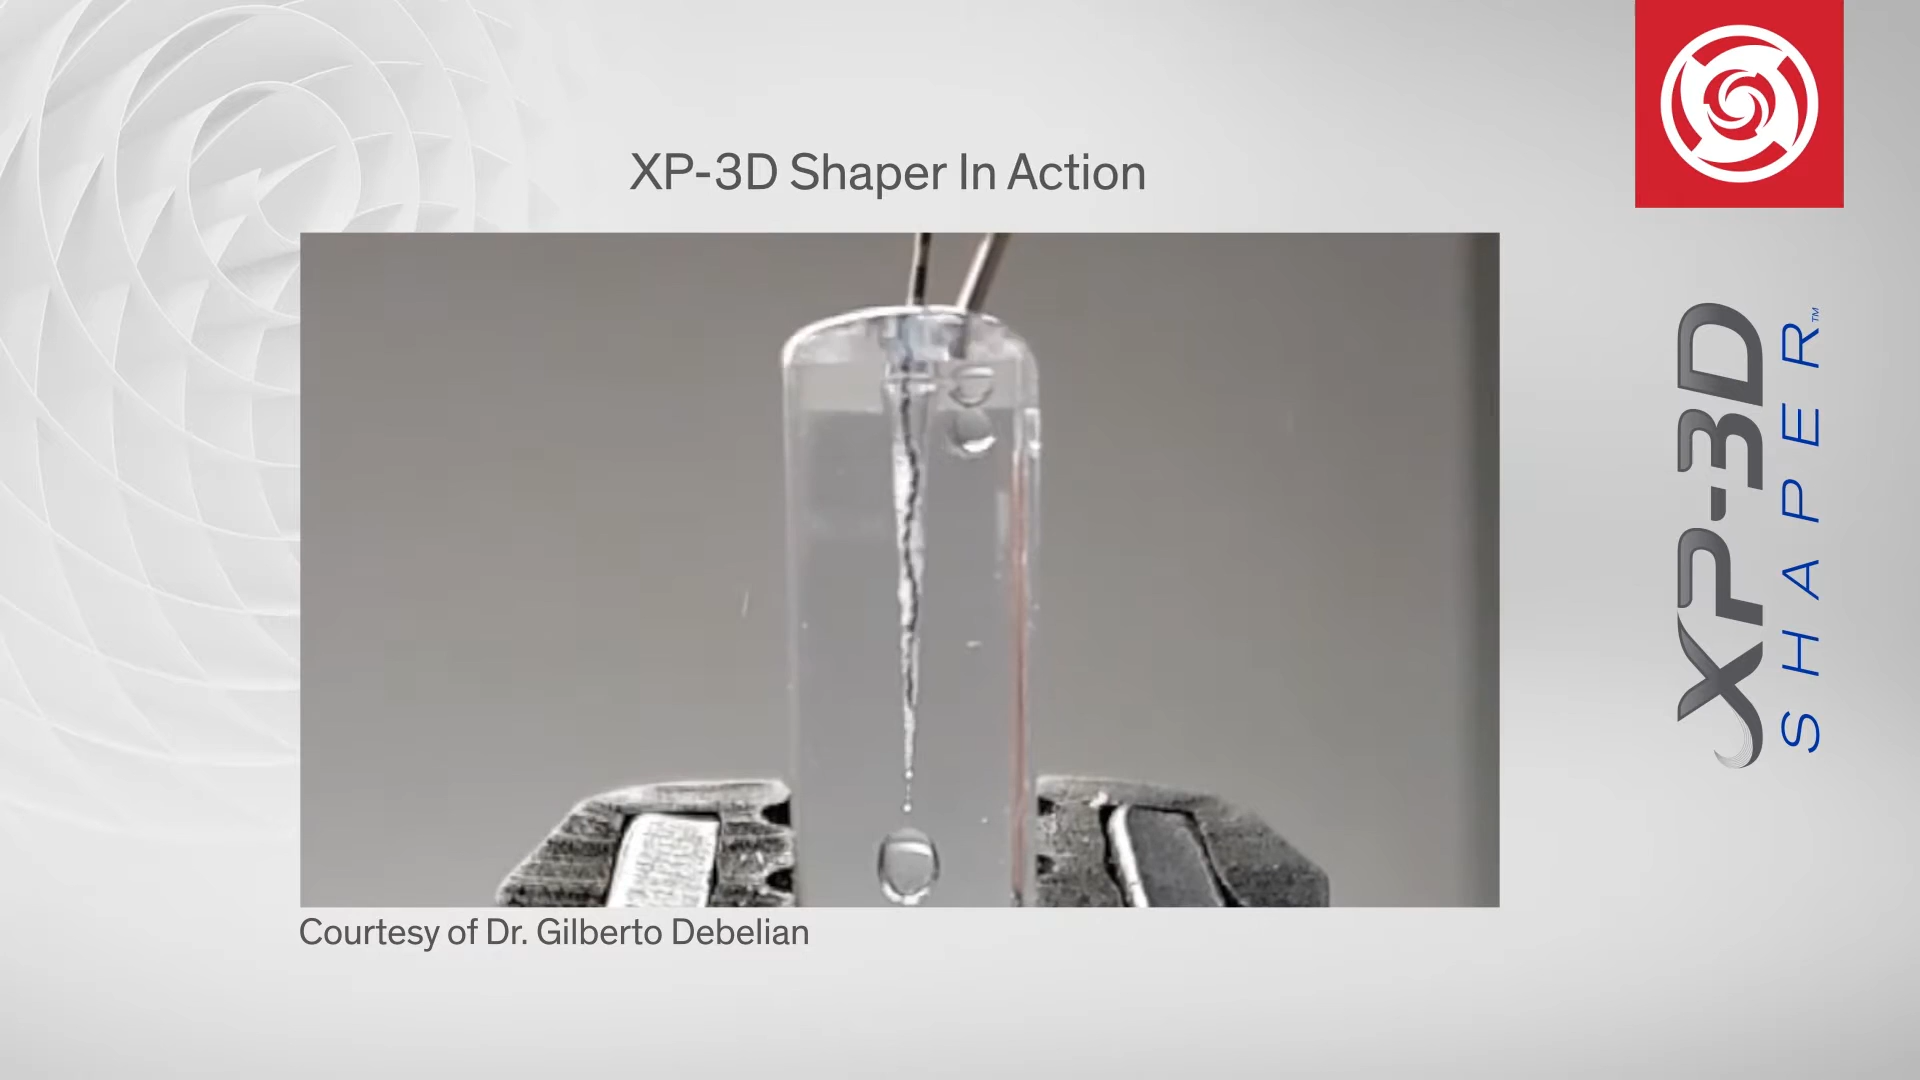 XP-3D Shaper In Action
Courtesy of Dr. Gilberto Debelian
XP-3D
SHAPER™